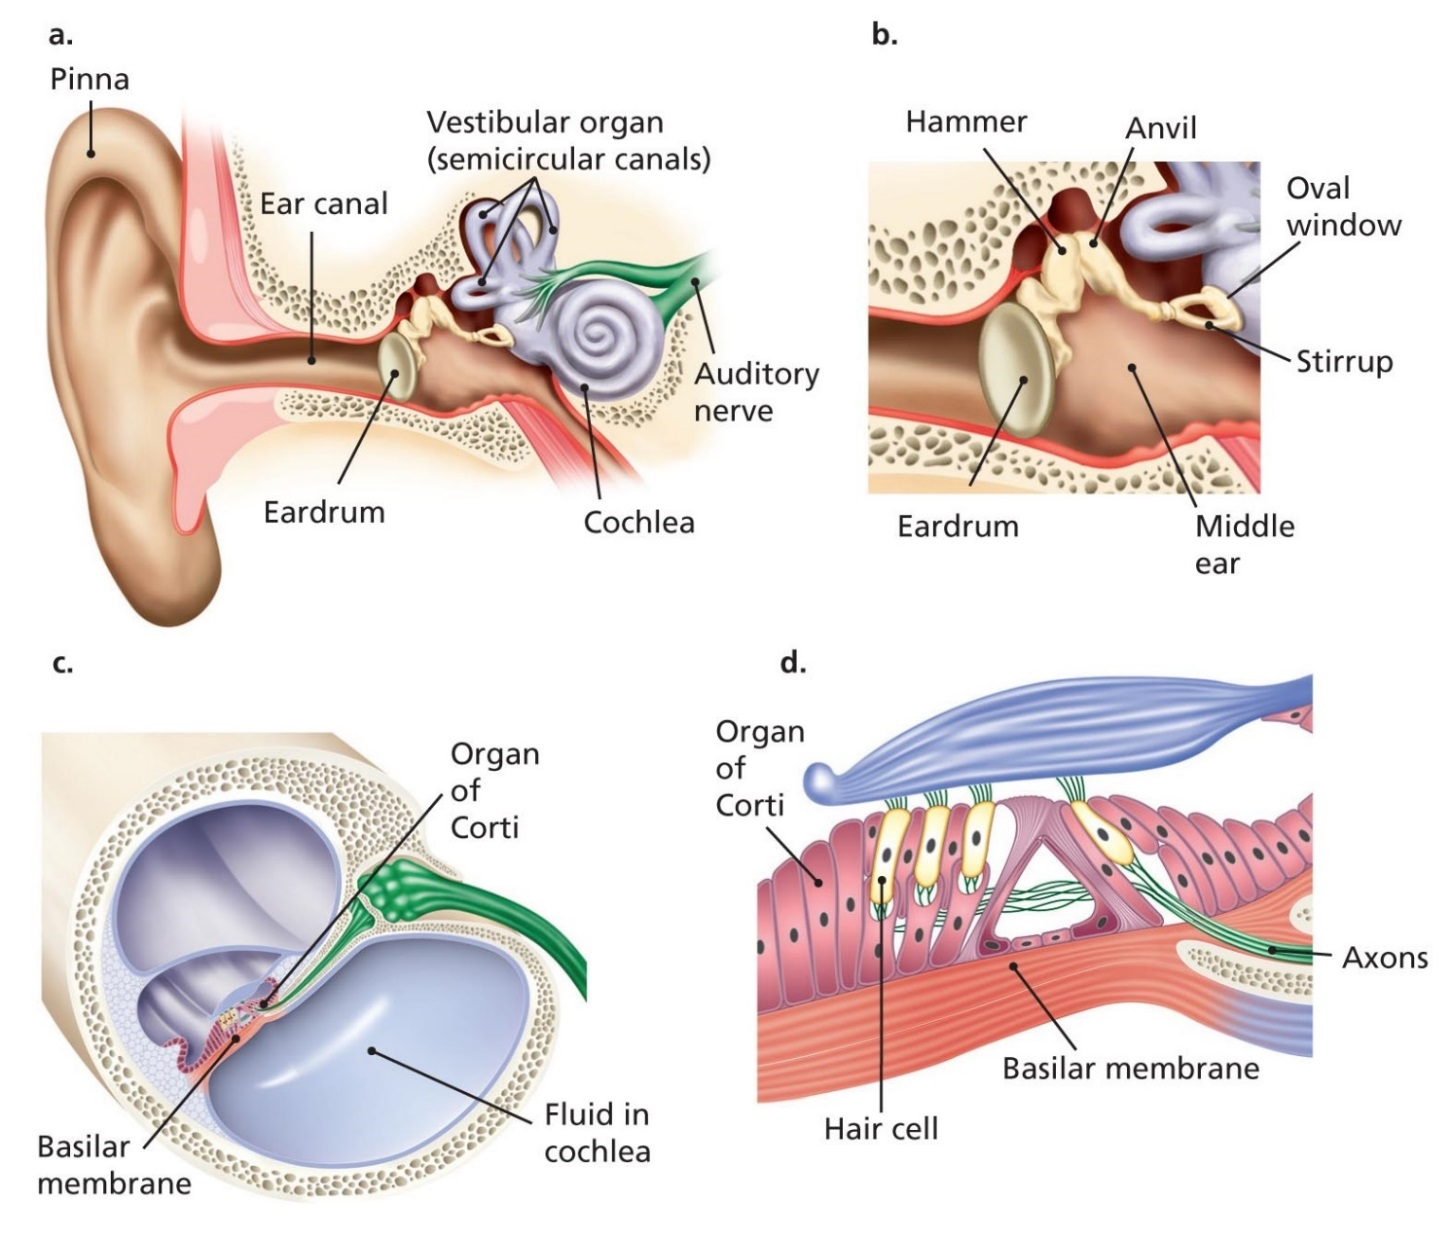 a.
Pinna
Vestibular organ
(semicircular canals)
Ear canal
Auditory
nerve
Eardrum
Cochlea
b.
Hammer
Anvil
Oval
window
Stirrup
Eardrum
Middle
ear
c.
Organ
of
Corti
Fluid in
cochlea
Basilar
membrane
d.
Organ
of
Corti
Axons
Basilar membrane
Hair cell